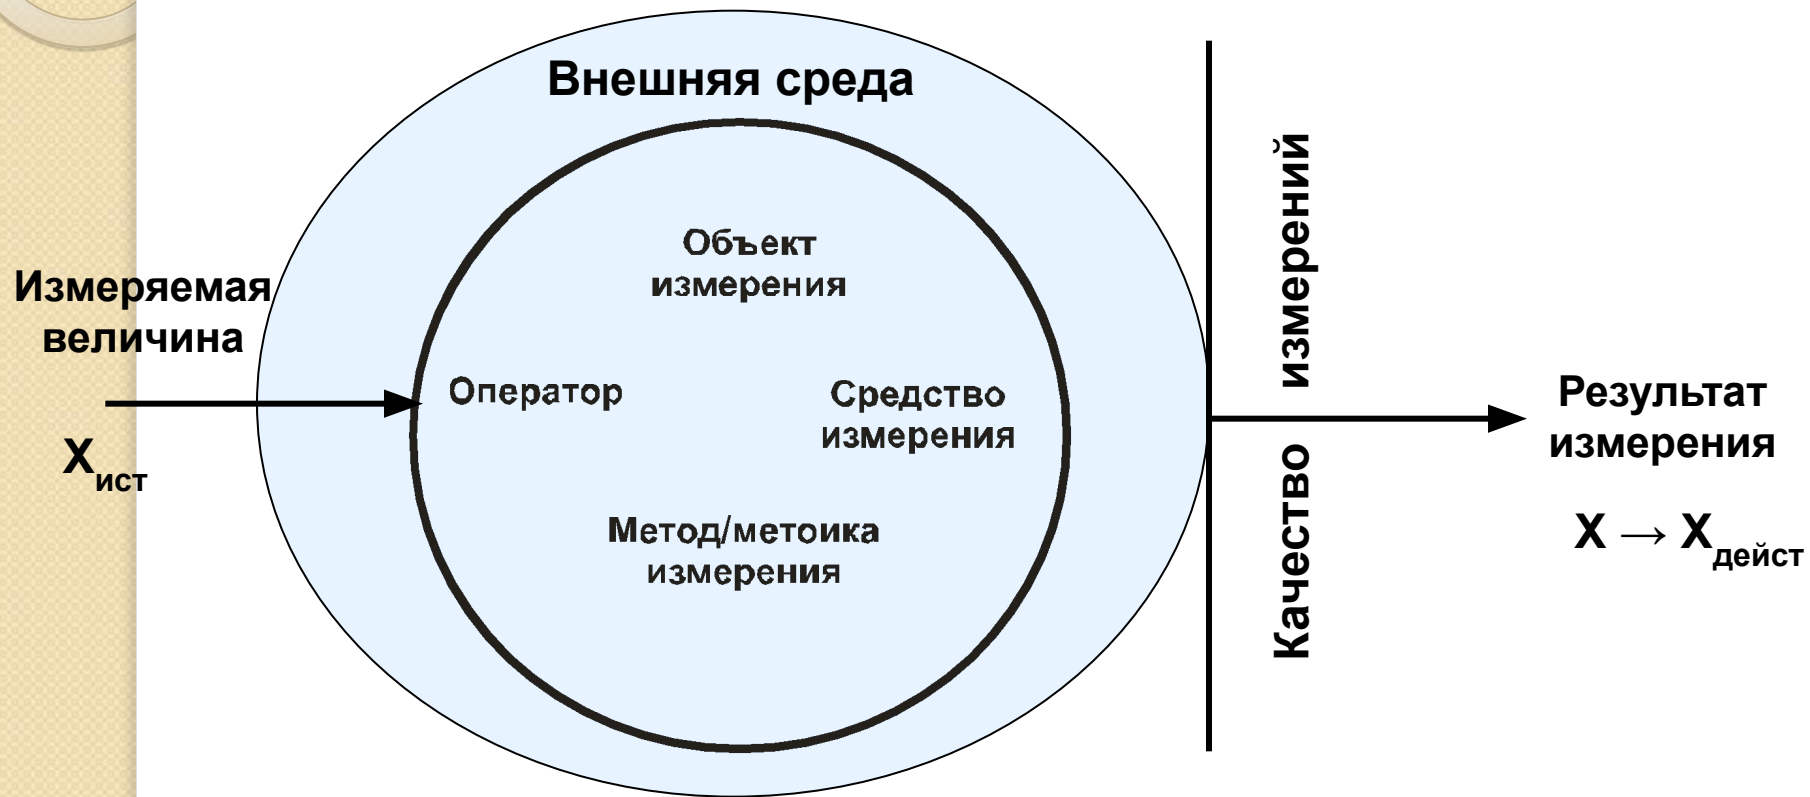 Внешняя среда
Объект
измерения
Измеряемая
величина
Xист
Оператор
Средство
измерения
Метод/метоика
измерения
Качество измерений
Результат
измерения
X → Xдейст